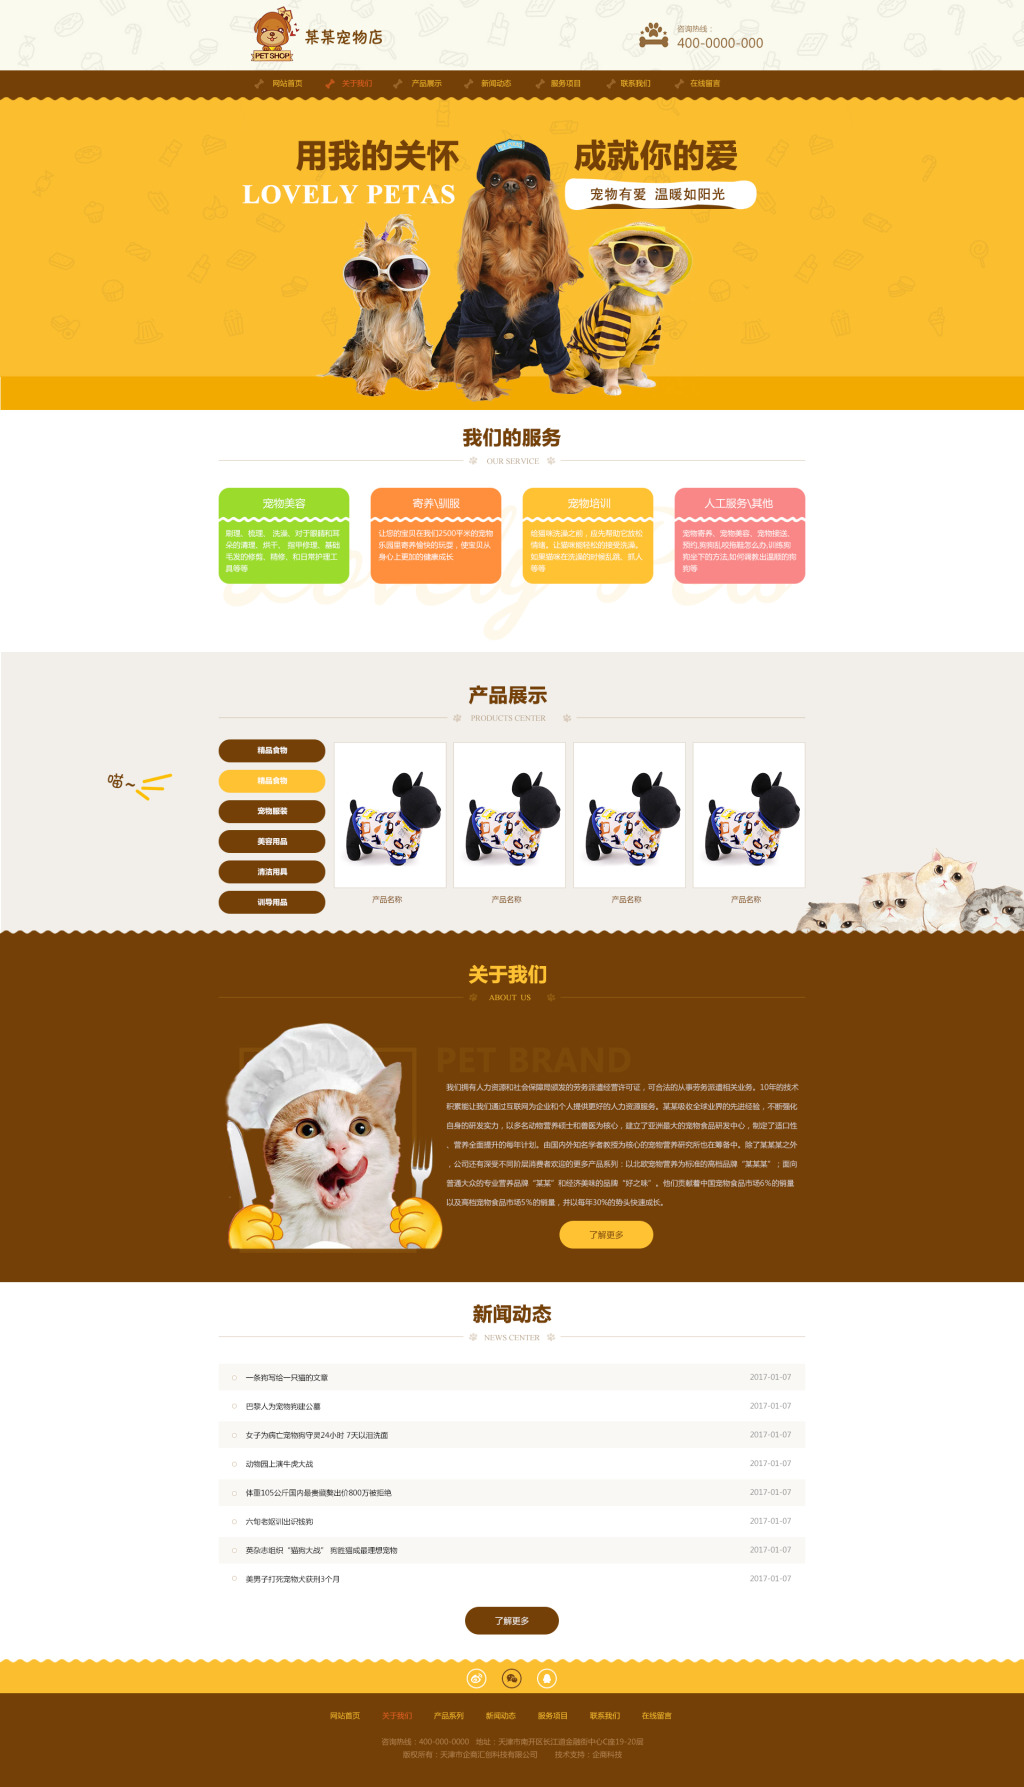 PET SHOP
某某宠物店
咨询热线：
400-0000-000
网站首页 关于我们 产品展示 新闻动态 服务项目 联系我们 在线留言
用我的关怀 成就你的爱
LOVELY PETAS
宠物有爱 温暖如阳光
我们的服务
OUR SERVICE
宠物美容
刷理、梳理、洗澡、对于眼睛和耳
朵的清理、烘干、 指甲修理、基础
毛发的修剪、精修、和日常护理工
具等等
寄养\驯服
让您的宝贝在我们2500平米的宠物
乐园里寄养愉快的玩耍，使宝贝从
身心上更加的健康成长
宠物培训
给猫咪洗澡之前，应先帮助它放松
情绪。让猫咪能轻松的接受洗澡。
如果猫咪在洗澡的时候乱跳、抓人
等等
人工服务\其他
宠物寄养、宠物美容、宠物接送、
预约,狗狗乱咬拖鞋怎么办,训练狗
狗坐下的方法,如何调教出温顺的狗
狗等
Lovely Pew
产品展示
PRODUCTS CENTER
精品食物
精品食物
宠物服装
美容用品
清洁用具
训导用品
喵~
产品名称 产品名称 产品名称 产品名称
关于我们
ABOUT US
PET BRAND
我们拥有人力资源和社会保障局颁发的劳务派遣经营许可证，可合法的从事劳务派遣相关业务。10年的技术
积累能让我们通过互联网为企业和个人提供更好的人力资源服务。某某吸收全球业界的先进经验，不断强化
自身的研发实力，以多名动物营养硕士和兽医为核心，建立了亚洲最大的宠物食品研发中心，制定了适口性
、营养全面提升的每年计划。由国内外知名学者教授为核心的宠物营养研究所也在筹备中。除了某某某之外
，公司还有深受不同阶层消费者欢迎的更多产品系列：以北欧宠物营养为标准的高档品牌“某某某”；面向
普通大众的专业营养品牌“某某”和经济美味的品牌“好之味”。他们贡献着中国宠物食品市场6%的销量
以及高档宠物食品市场5%的销量，并以每年30%的势头快速成长。
了解更多
新闻动态
NEWS CENTER
一条狗写给一只猫的文章 2017-01-07
巴黎人为宠物狗建公墓 2017-01-07
女子为病亡宠物狗守灵24小时 7天以泪洗面 2017-01-07
动物园上演牛虎大战 2017-01-07
体重105公斤国内最贵藏獒出价800万被拒绝 2017-01-07
六旬老妪训出识钱狗 2017-01-07
英杂志组织“猫狗大战” 狗胜猫成最理想宠物 2017-01-07
美男子打死宠物犬获刑3个月 2017-01-07
了解更多
网站首页 关于我们 产品系列 新闻动态 服务项目 联系我们 在线留言
咨询热线：400-000-0000 地址：天津市南开区长江道金融街中心C座19-20层
版权所有：天津市企商汇创科技有限公司 技术支持：企商科技